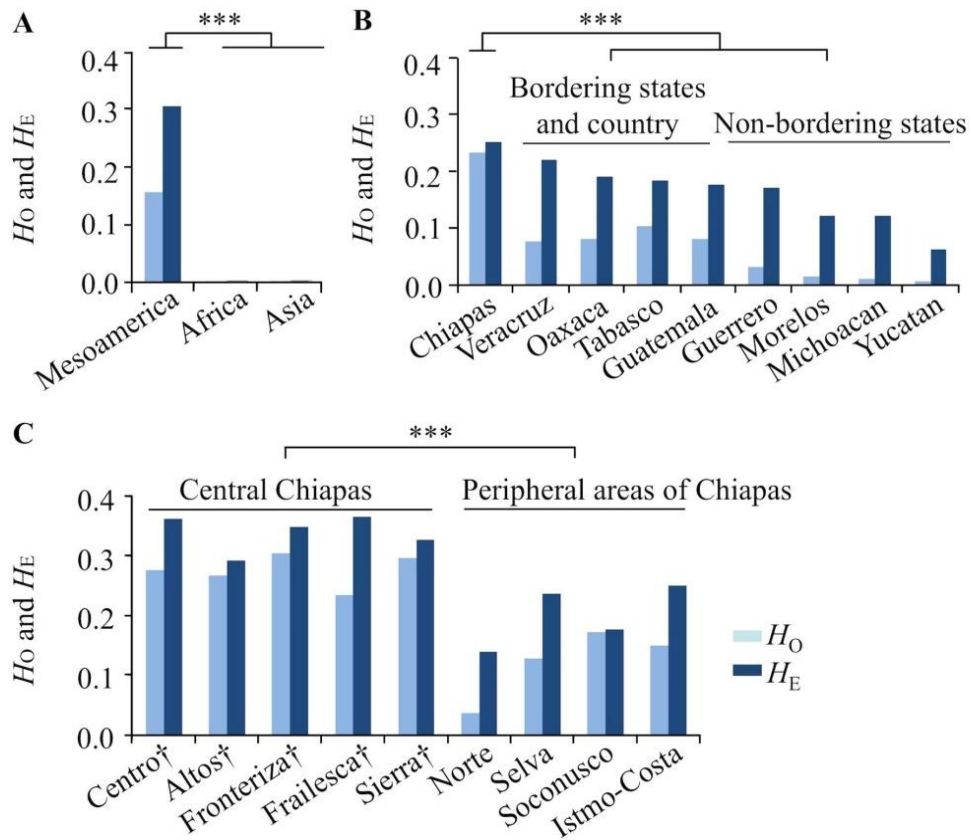 A
***
0.4
0.3
0.2
0.1
0.0
HO and HE
Mesoamerica
Africa
Asia
B
***
0.4
0.3
0.2
0.1
0.0
HO and HE
Bordering states
and country
Non-bordering states
Chiapas
Veracruz
Oaxaca
Tabasco
Guatemala
Guerrero
Morelos
Michoacan
Yucatan
C
***
Central Chiapas
Peripheral areas of Chiapas
0.4
0.3
0.2
0.1
0.0
HO and HE
Centro†
Altos†
Fronteriza†
Frailesca†
Sierra†
Norte
Selva
Soconusco
Istmo-Costa
HO
HE